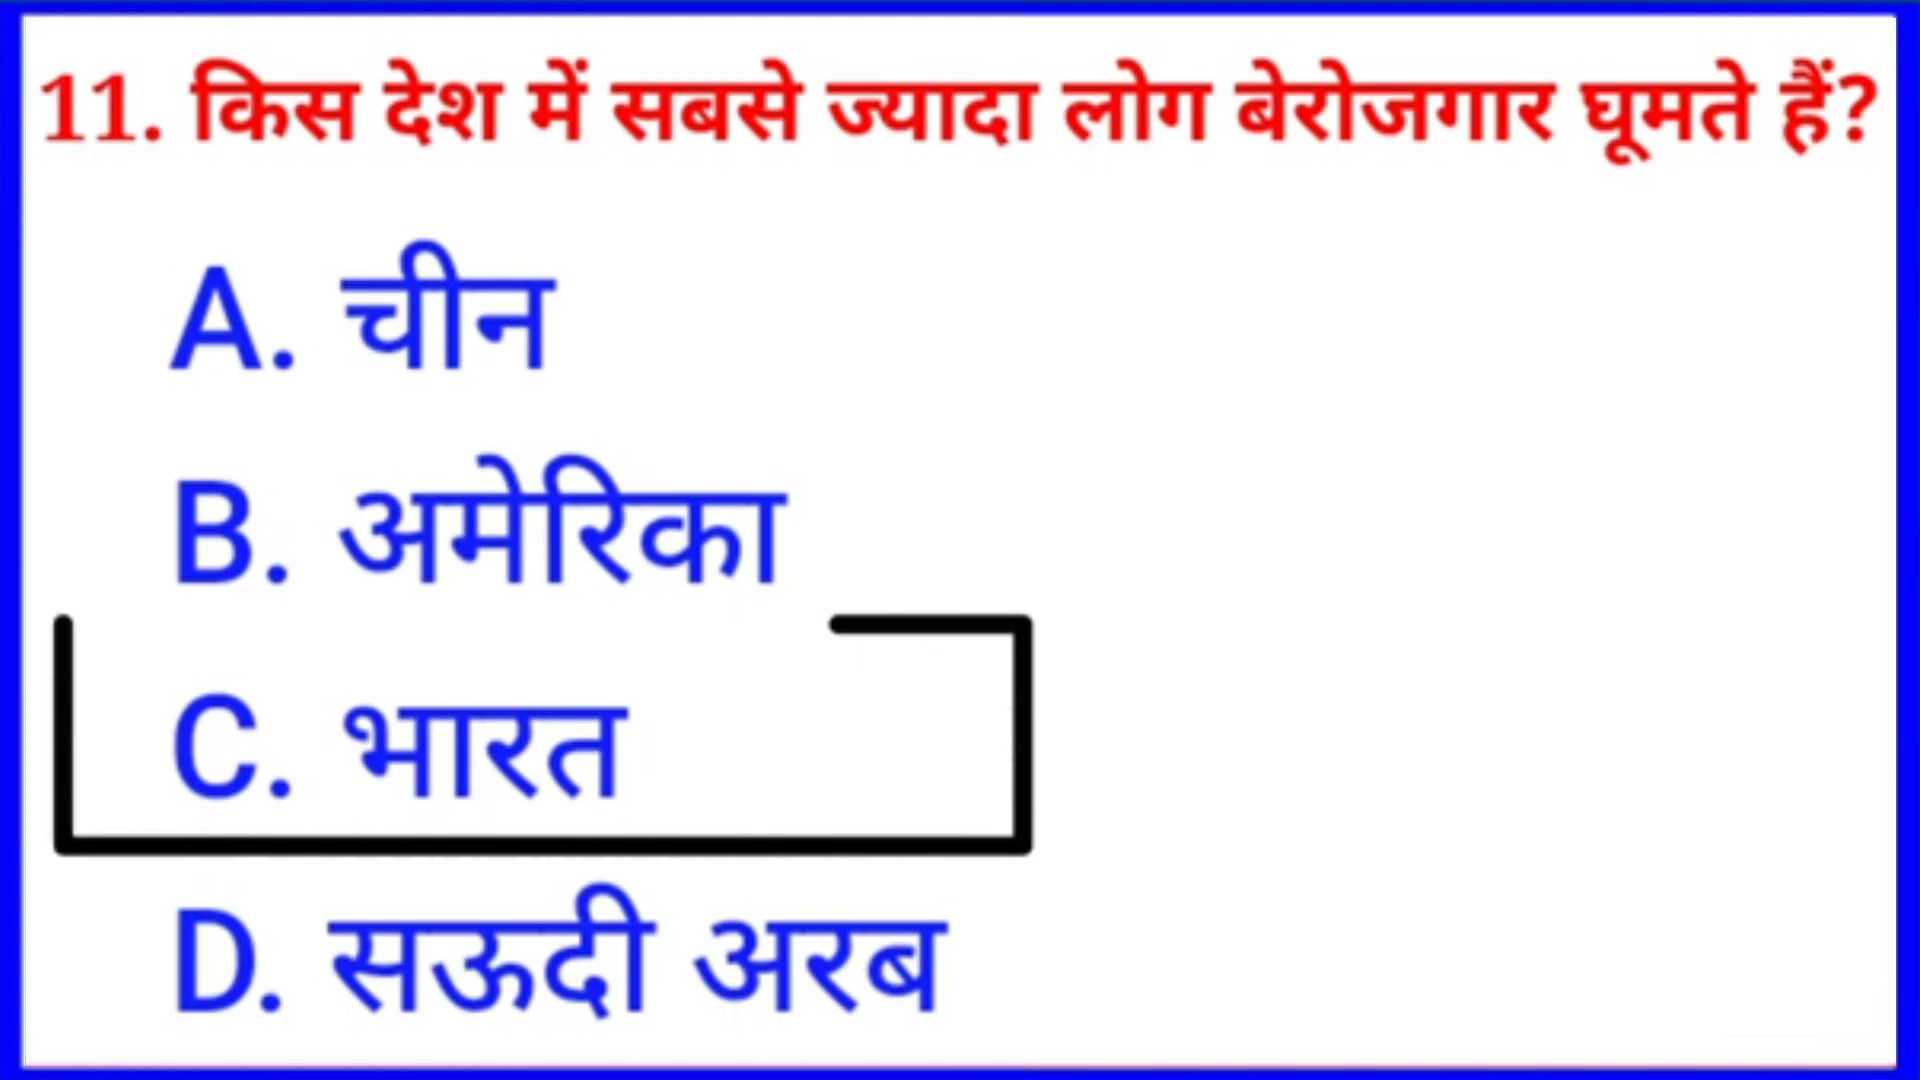 11. किस देश में सबसे ज्यादा लोग बेरोजगार घूमते हैं?
A. चीन
B. अमेरिका
C. भारत
D. सऊदी अरब